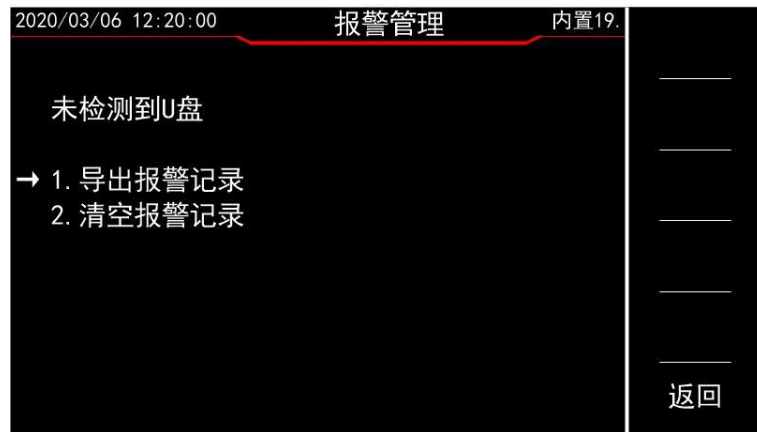 2020/03/06 12:20:00 报警管理 内置19.
未检测到U盘
→ 1. 导出报警记录
2. 清空报警记录
返回